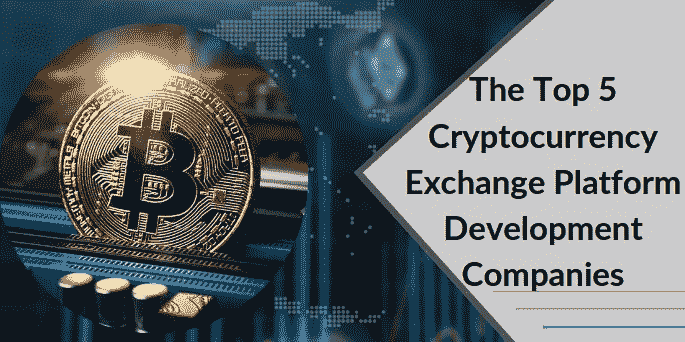 The Top 5
Cryptocurrency
Exchange Platform
Development
Companies